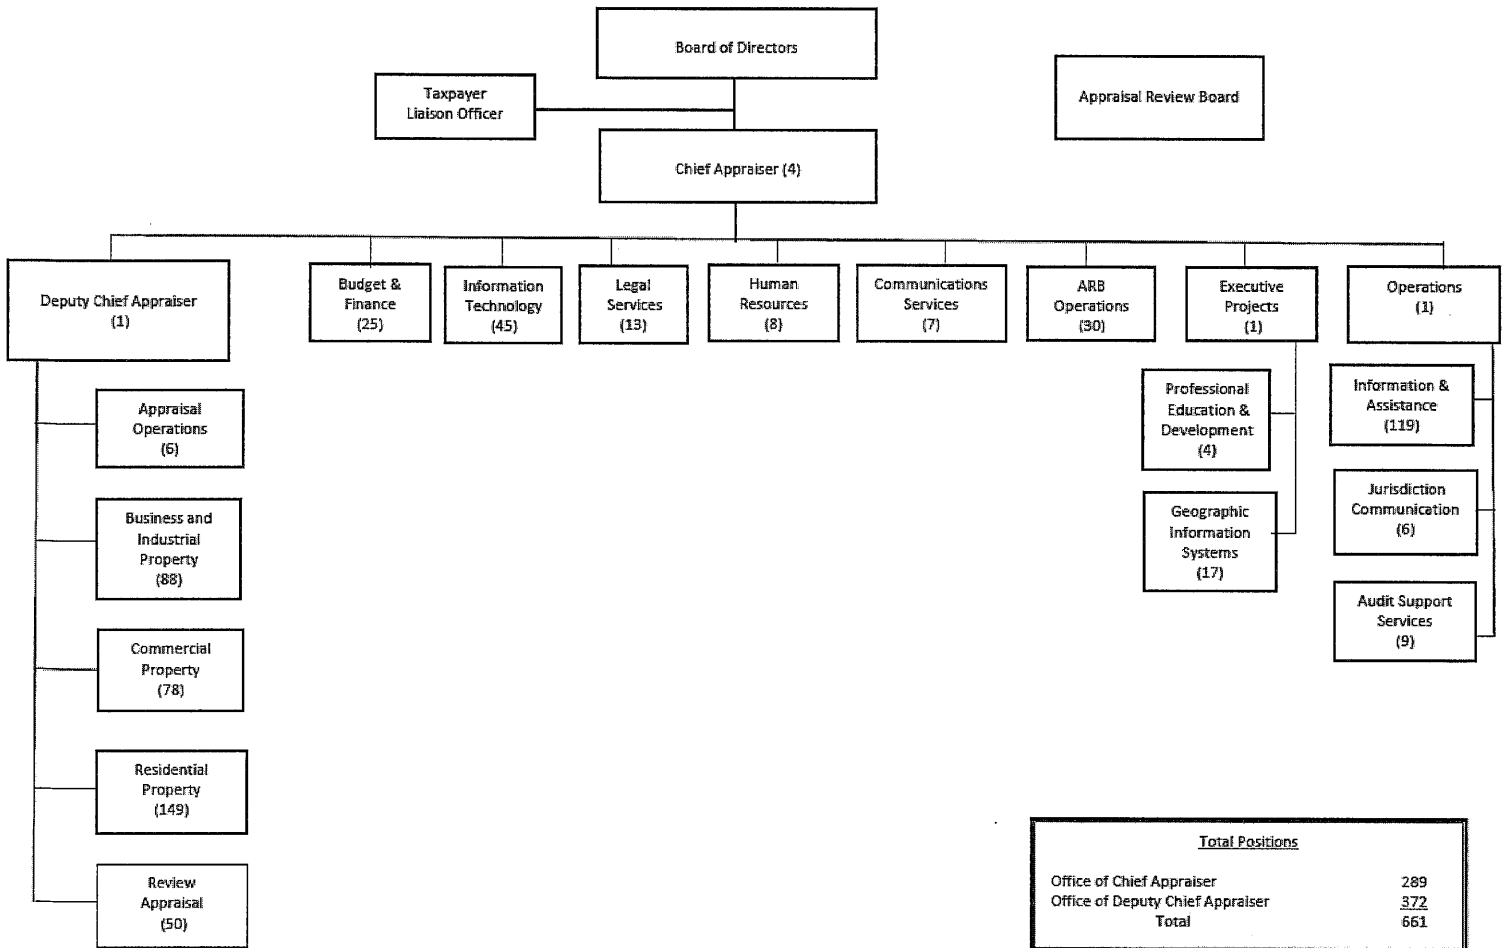 Board of Directors
Taxpayer
Liaison Officer
Appraisal Review Board
Chief Appraiser (4)
Deputy Chief Appraiser
(1)
Budget &
Finance
(25)
Information
Technology
(45)
Legal
Services
(13)
Human
Resources
(8)
Communications
Services
(7)
ARB
Operations
(30)
Executive
Projects
(1)
Operations
(1)
Appraisal
Operations
(6)
Business and
Industrial
Property
(88)
Commercial
Property
(78)
Residential
Property
(149)
Review
Appraisal
(50)
Professional
Education &
Development
(4)
Geographic
Information
Systems
(17)
Information &
Assistance
(119)
Jurisdiction
Communication
(6)
Audit Support
Services
(9)
Total Positions
Office of Chief Appraiser 289
Office of Deputy Chief Appraiser 372
Total 661